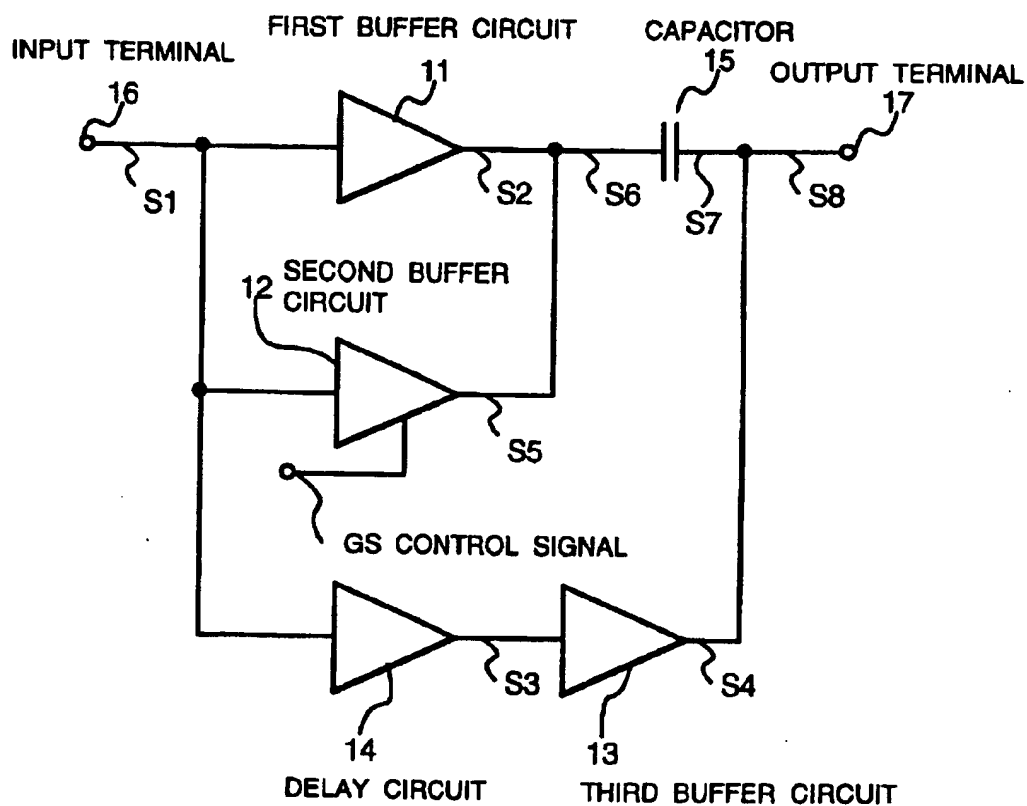 FIRST BUFFER CIRCUIT
CAPACITOR
INPUT TERMINAL
11
15
OUTPUT TERMINAL
16
17
S1
S2
S6
S7
S8
12
SECOND BUFFER
CIRCUIT
S5
GS CONTROL SIGNAL
S3
S4
14
13
DELAY CIRCUIT
THIRD BUFFER CIRCUIT